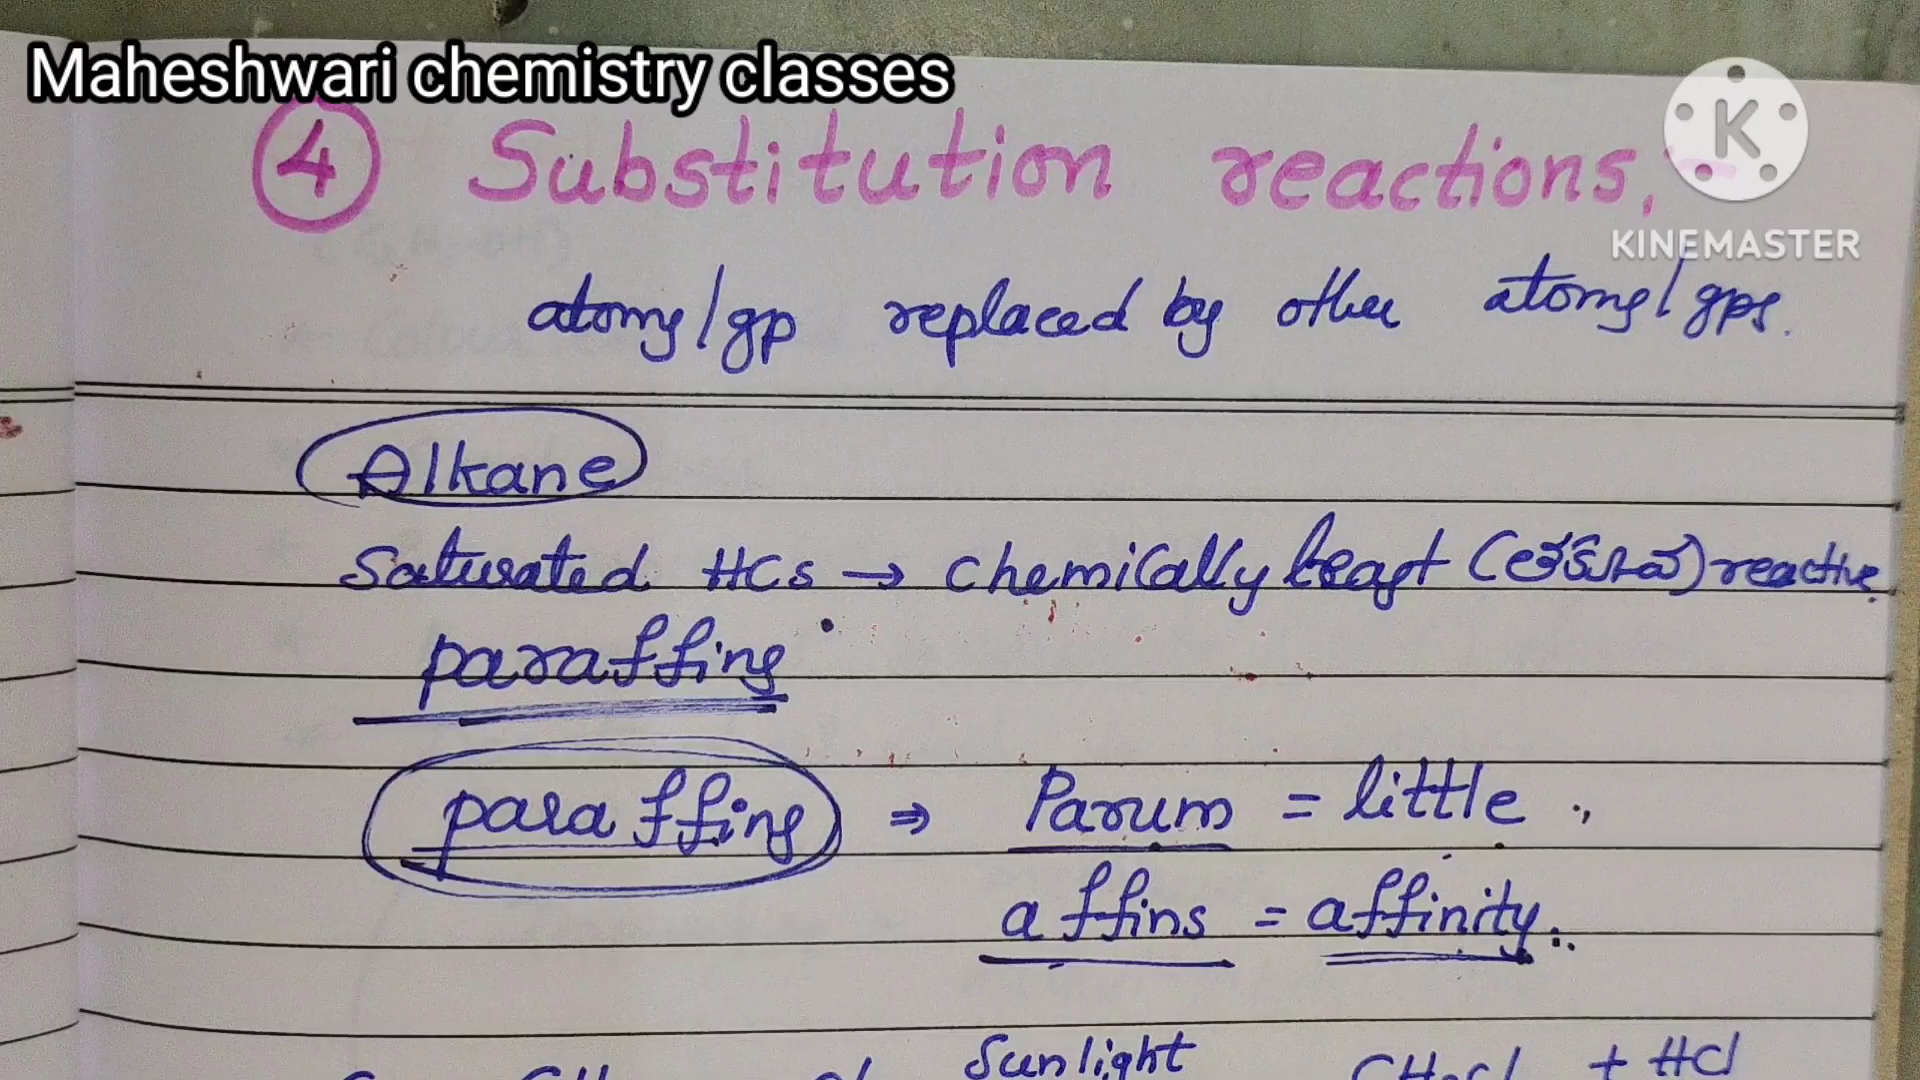 Maheshwari chemistry classes
④ Substitution reactions:
KINEMASTER
atoms/gp replaced by other atoms/gps.
Alkane
Saturated HCs → chemically least reactive.
paraffins
paraffins ⇒ Parum = little
affins = affinity
Sunlight
+ HCl